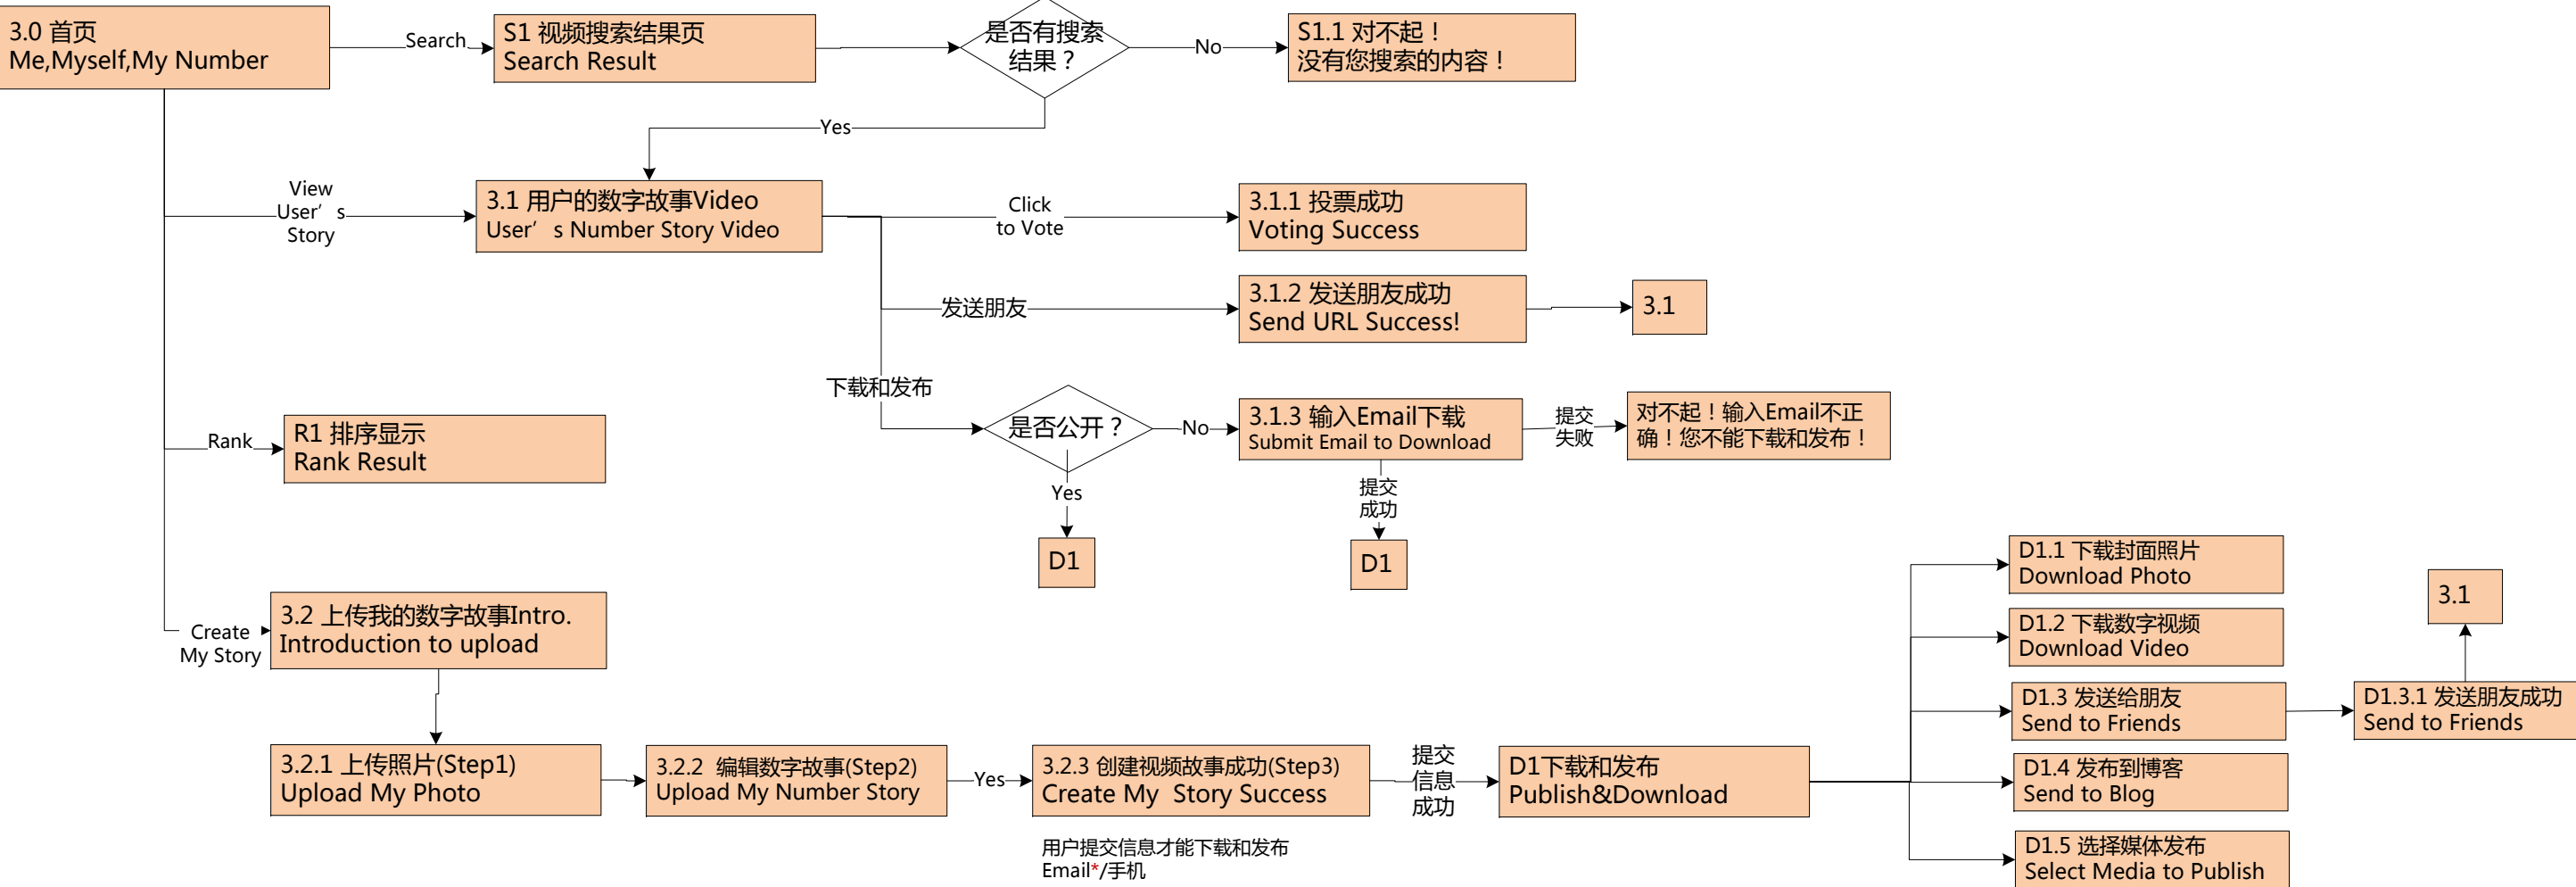 3.0 首页
Me,Myself,My Number
Search
S1 视频搜索结果页
Search Result
是否有搜索
结果？
No
S1.1 对不起！
没有您搜索的内容！
Yes
View
User’s
Story
3.1 用户的数字故事Video
User’s Number Story Video
Click
to Vote
3.1.1 投票成功
Voting Success
发送朋友
3.1.2 发送朋友成功
Send URL Success!
3.1
下载和发布
是否公开？
No
3.1.3 输入Email下载
Submit Email to Download
提交
失败
对不起！输入Email不正
确！您不能下载和发布！
Rank
R1 排序显示
Rank Result
Yes
D1
提交
成功
D1
Create
My Story
3.2 上传我的数字故事Intro.
Introduction to upload
3.2.1 上传照片(Step1)
Upload My Photo
3.2.2 编辑数字故事(Step2)
Upload My Number Story
Yes
3.2.3 创建视频故事成功(Step3)
Create My Story Success
用户提交信息才能下载和发布
Email*/手机
提交
信息
成功
D1下载和发布
Publish&Download
D1.1 下载封面照片
Download Photo
D1.2 下载数字视频
Download Video
D1.3 发送给朋友
Send to Friends
D1.3.1 发送朋友成功
Send to Friends
3.1
D1.4 发布到博客
Send to Blog
D1.5 选择媒体发布
Select Media to Publish